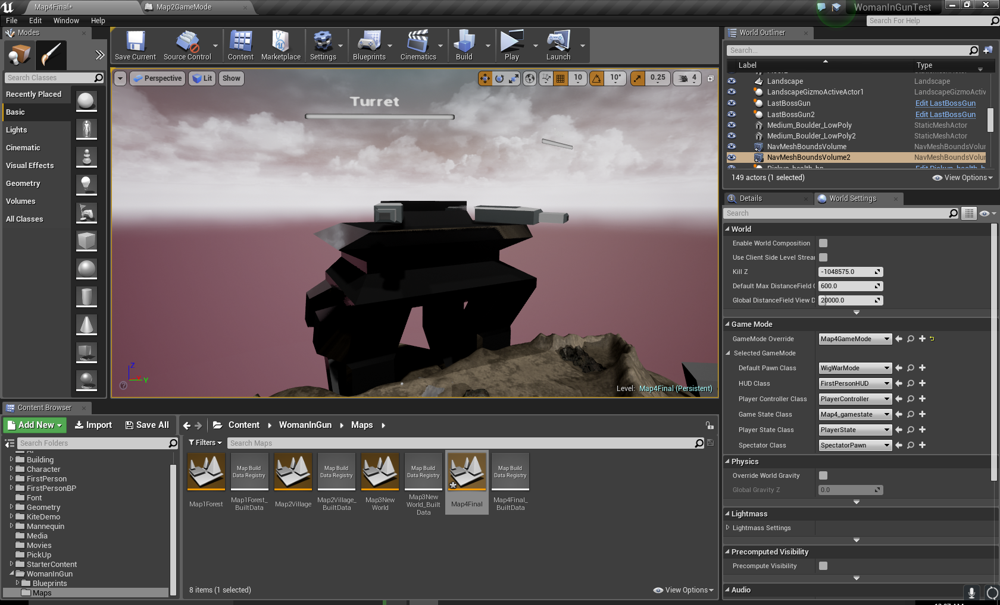 Map4Final*
Map2GameMode
WomanInGunTest
File Edit Window Help
Search For Help
Modes
Search Classes
Recently Placed
Basic
Lights
Cinematic
Visual Effects
Geometry
Volumes
All Classes
Save Current
Source Control
Content
Marketplace
Settings
Blueprints
Cinematics
Build
Play
Launch
Perspective
Lit
Show
10
10°
0.25
4
Turret
Z
Y
Level: Map4Final (Persistent)
World Outliner
Search...
Label Type
Landscape Landscape
LandscapeGizmoActiveActor1 LandscapeGizmoActiv
LastBossGun Edit LastBossGun
LastBossGun2 Edit LastBossGun
Medium_Boulder_LowPoly StaticMeshActor
Medium_Boulder_LowPoly2 StaticMeshActor
NavMeshBoundsVolume NavMeshBoundsVolur
NavMeshBoundsVolume2 NavMeshBoundsVolur
Pickup_health_bp Edit Pickup_health_b
149 actors (1 selected)
View Options
Details
World Settings
Search
World
Enable World Composition
Use Client Side Level Strear
Kill Z -1048575.0
Default Max DistanceField 600.0
Global DistanceField View D 20000.0
Game Mode
GameMode Override Map4GameMode
Selected GameMode
Default Pawn Class WigWarMode
HUD Class FirstPersonHUD
Player Controller Class PlayerController
Game State Class Map4_gamestate
Player State Class PlayerState
Spectator Class SpectatorPawn
Physics
Override World Gravity
Global Gravity Z 0.0
Lightmass
Lightmass Settings
Precomputed Visibility
Precompute Visibility
Audio
Content Browser
Add New
Import
Save All
Content
WomanInGun
Maps
Search Folders
Building
Character
FirstPerson
FirstPersonBP
Font
Geometry
KiteDemo
Mannequin
Media
Movies
PickUp
StarterContent
WomanInGun
Blueprints
Maps
Filters
Search Maps
Map1Forest
Map Build
Data Registry
Map1Forest_
BuiltData
Map2Village
Map Build
Data Registry
Map2Village_
BuiltData
Map3New
World
Map Build
Data Registry
Map3New
World_Built
Data
Map4Final
Map Build
Data Registry
Map4Final_
BuiltData
8 items (1 selected)
View Options